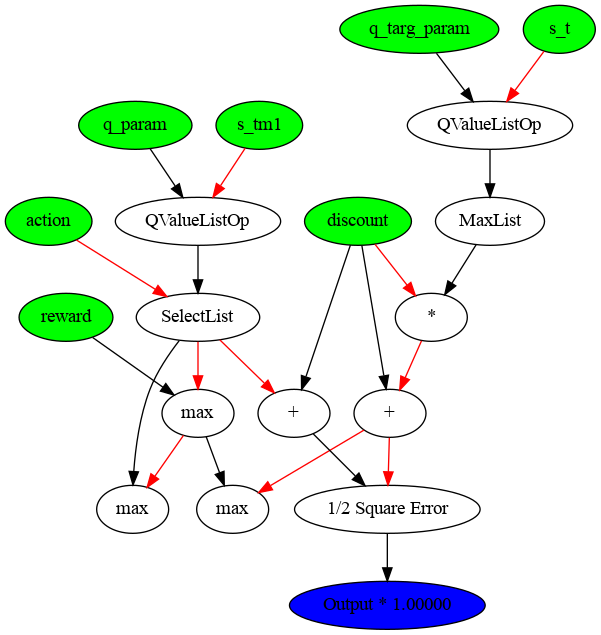 q_targ_param
s_t
q_param
s_tm1
QValueListOp
action
QValueListOp
discount
MaxList
reward
SelectList
*
max
+
+
max
max
1/2 Square Error
Output * 1.00000